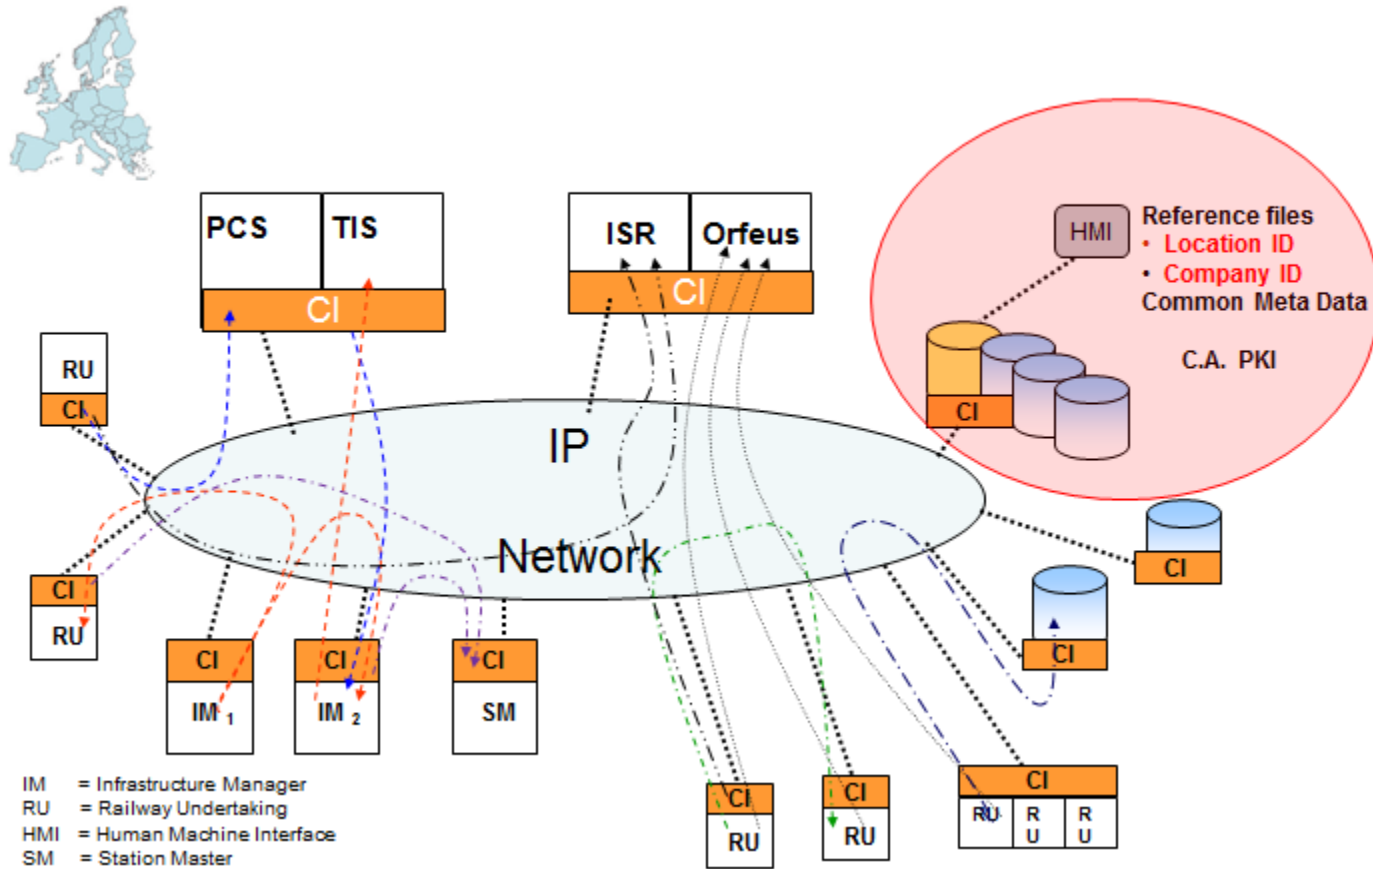 PCS
TIS
CI
ISR
Orfeus
CI
HMI
Reference files
• Location ID
• Company ID
Common Meta Data
C.A. PKI
CI
RU
CI
IP
Network
CI
RU
CI
IM 1
CI
IM 2
CI
SM
CI
CI
CI
RU
CI
RU
CI
RU
R
U
R
U
IM = Infrastructure Manager
RU = Railway Undertaking
HMI = Human Machine Interface
SM = Station Master